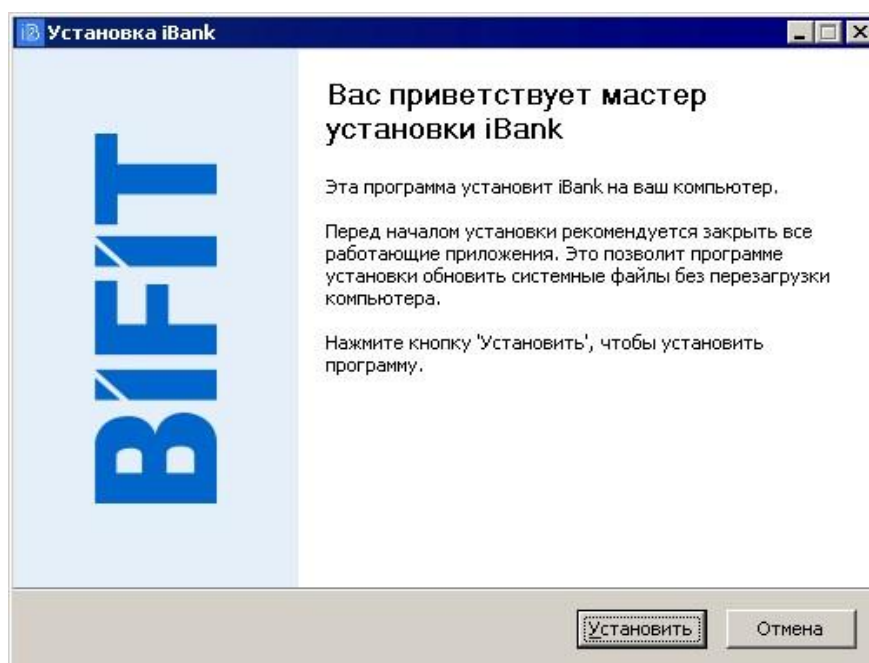 Установка iBank
BIFIT
Вас приветствует мастер
установки iBank
Эта программа установит iBank на ваш компьютер.
Перед началом установки рекомендуется закрыть все
работающие приложения. Это позволит программе
установки обновить системные файлы без перезагрузки
компьютера.
Нажмите кнопку 'Установить', чтобы установить
программу.
Установить
Отмена